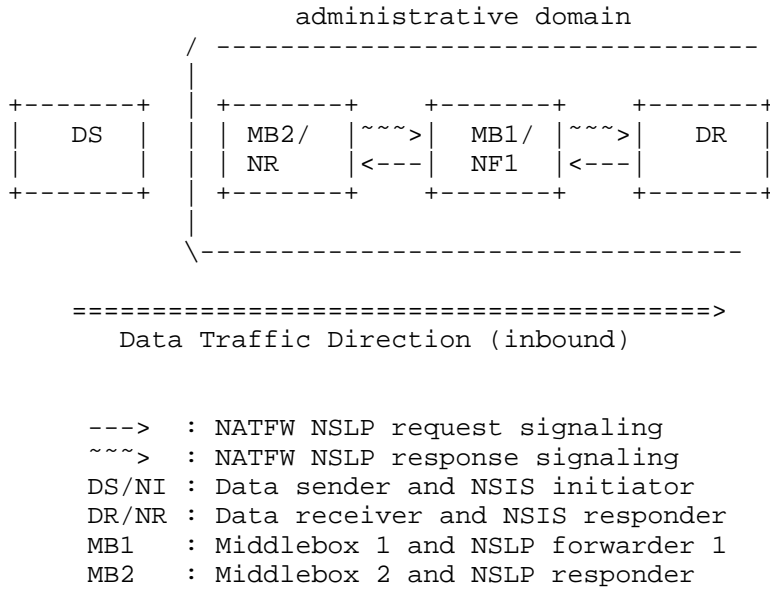 administrative domain
/ ----------------------------------
|
+-------+ | +-------+ +-------+ +-------+
| DS | | | MB2/ |~~~>| MB1/ |~~~>| DR |
| | | | NR |<---| NF1 |<---| |
+-------+ | +-------+ +-------+ +-------+
|
\----------------------------------
========================================>
Data Traffic Direction (inbound)
---> : NATFW NSLP request signaling
~~~> : NATFW NSLP response signaling
DS/NI : Data sender and NSIS initiator
DR/NR : Data receiver and NSIS responder
MB1 : Middlebox 1 and NSLP forwarder 1
MB2 : Middlebox 2 and NSLP responder